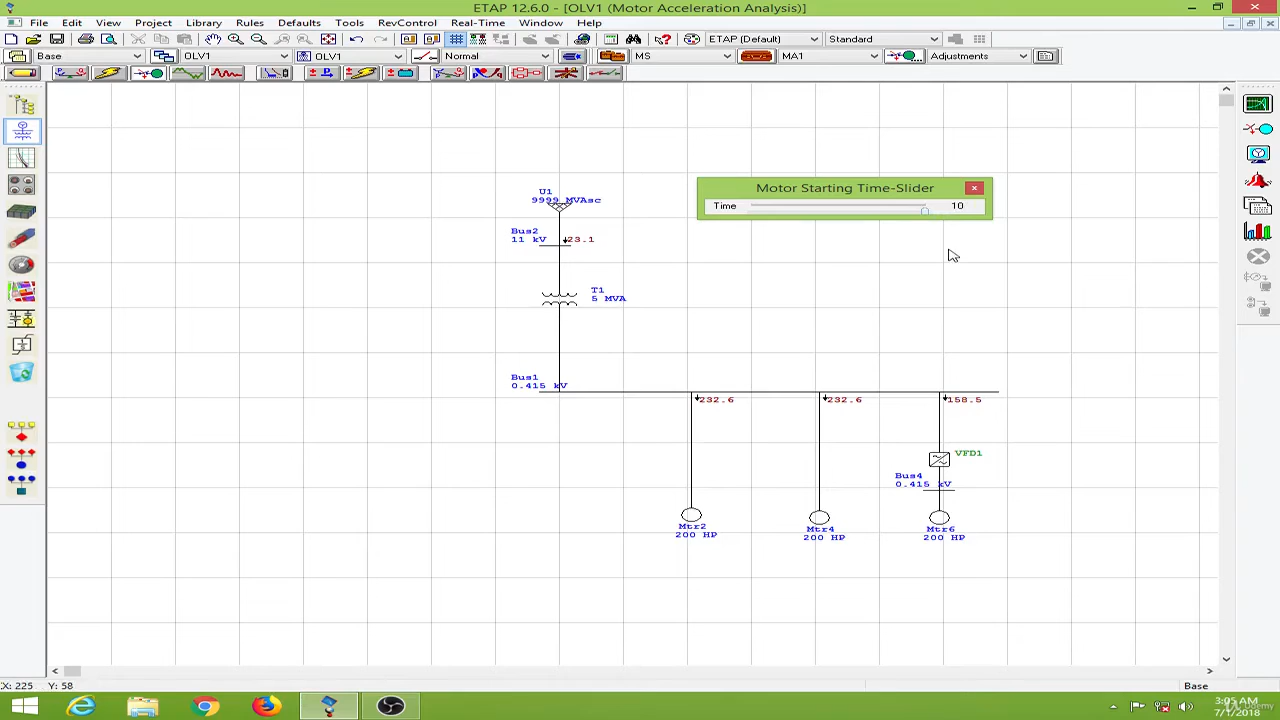 ETAP 12.6.0 - [OLV1 (Motor Acceleration Analysis)]
File Edit View Project Library Rules Defaults Tools RevControl Real-Time Window Help
ETAP (Default) Standard
Base OLV1 OLV1 Normal MS MA1 Adjustments
Motor Starting Time-Slider
Time 10
U1
9999 MVAsc
Bus2
11 kV 23.1
T1
5 MVA
Bus1
0.415 kV
232.6 232.6 158.5
VFD1
Bus4
0.415 kV
Mtr2
200 HP
Mtr4
200 HP
Mtr6
200 HP
X: 225 Y: 58 Base
3:05 AM
7/1/2018
Udemy